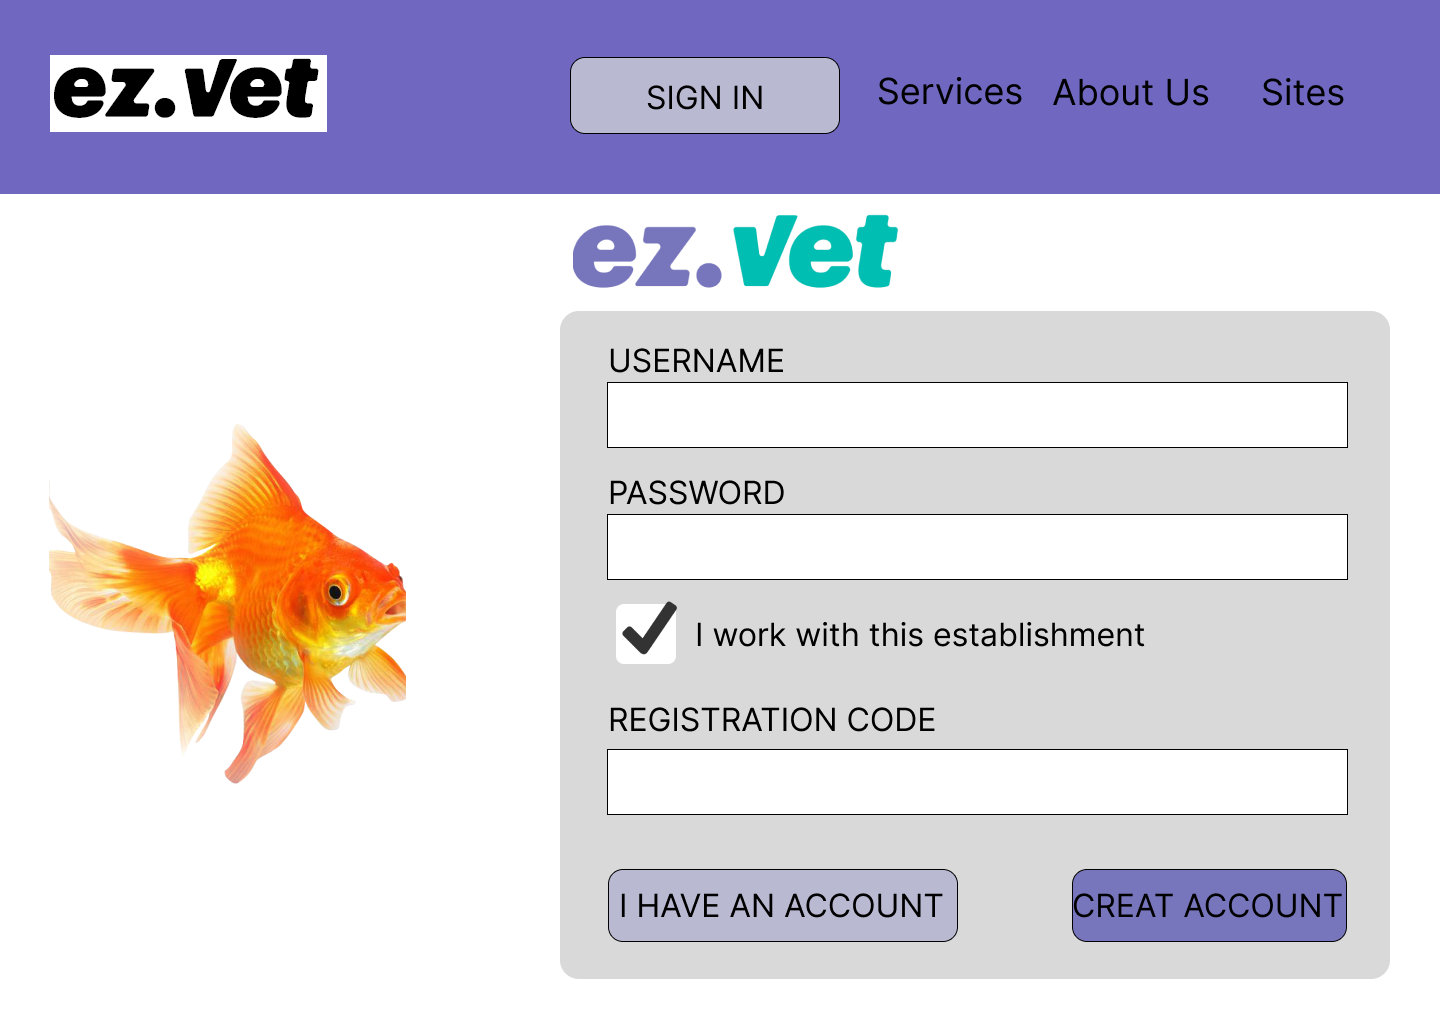 ez.vet
SIGN IN
Services
About Us
Sites
ez.vet
USERNAME
PASSWORD
I work with this establishment
REGISTRATION CODE
I HAVE AN ACCOUNT
CREAT ACCOUNT